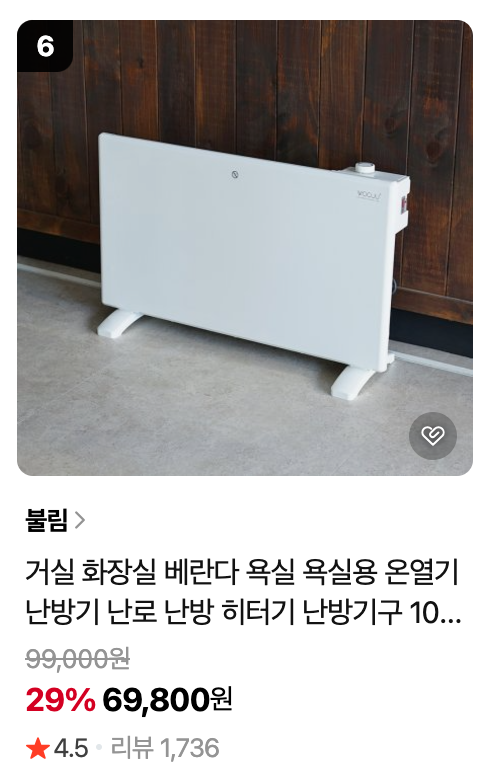 6
불림
거실 화장실 베란다 욕실 욕실용 온열기
난방기 난로 난방 히터기 난방기구 10...
99,000원
29% 69,800원
4.5 리뷰 1,736